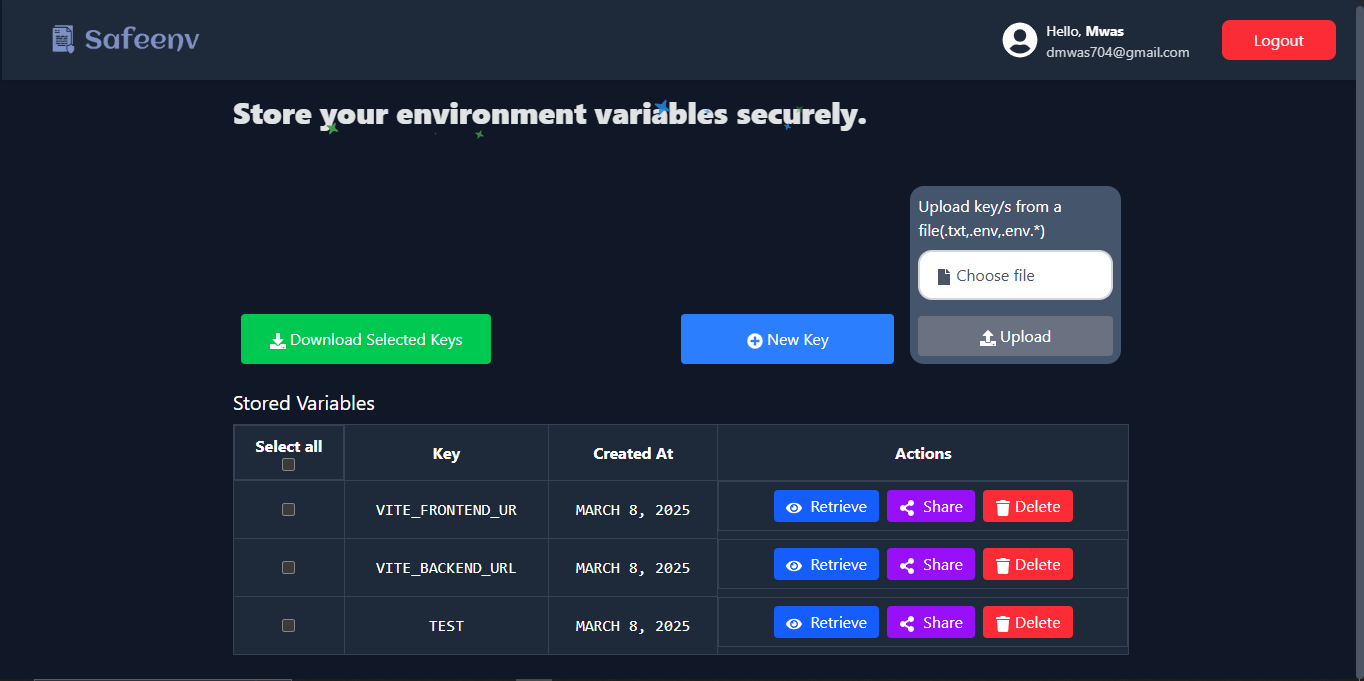 Safeenv
Hello, Mwas
dmwas704@gmail.com
Logout
Store your environment variables securely.
Upload key/s from a
file(.txt,.env,.env.*)
Choose file
Download Selected Keys
New Key
Upload
Stored Variables
Select all Key Created At Actions
VITE_FRONTEND_UR MARCH 8, 2025 Retrieve Share Delete
VITE_BACKEND_URL MARCH 8, 2025 Retrieve Share Delete
TEST MARCH 8, 2025 Retrieve Share Delete